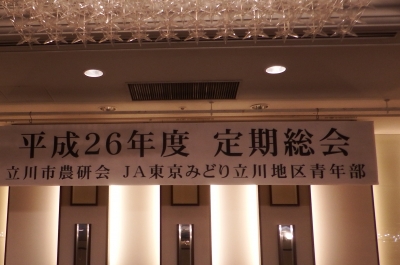 平成26年度 定期総会
立川市農研会 JA東京みどり立川地区青年部